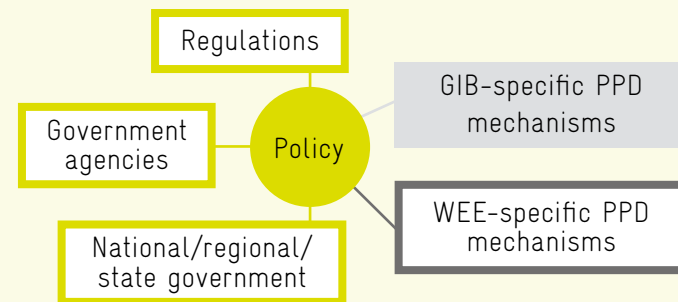 Regulations
GIB-specific PPD
mechanisms
Government
agencies
Policy
WEE-specific PPD
mechanisms
National/regional/
state government